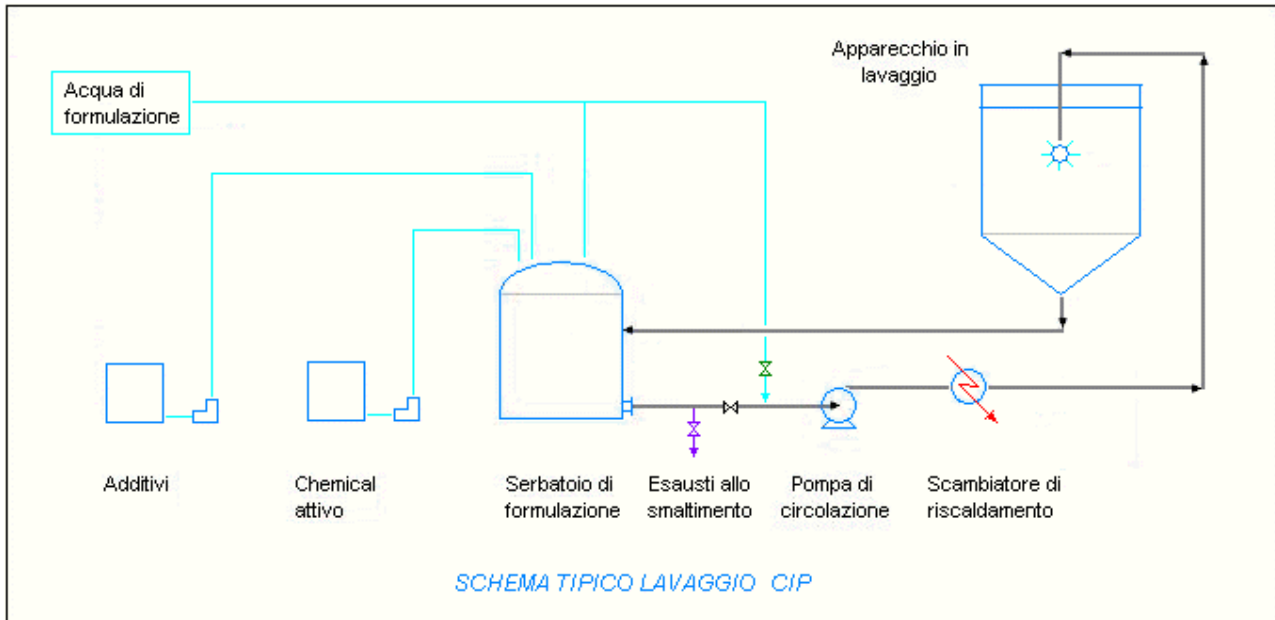 Apparecchio in
lavaggio
Acqua di
formulazione
Additivi
Chemical
attivo
Serbatoio di
formulazione
Esausti allo
smaltimento
Pompa di
circolazione
Scambiatore di
riscaldamento
SCHEMA TIPICO LAVAGGIO CIP